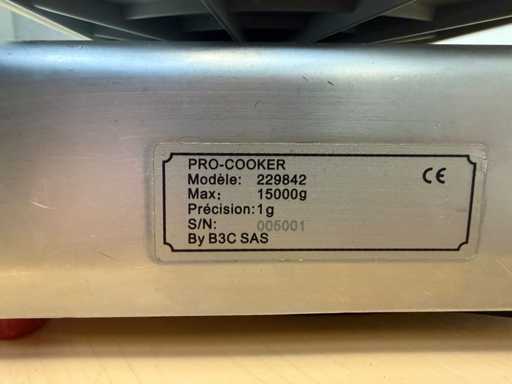 PRO-COOKER
Modèle: 229842
Max: 15000g
Précision: 1g
S/N: 005001
By B3C SAS
CE